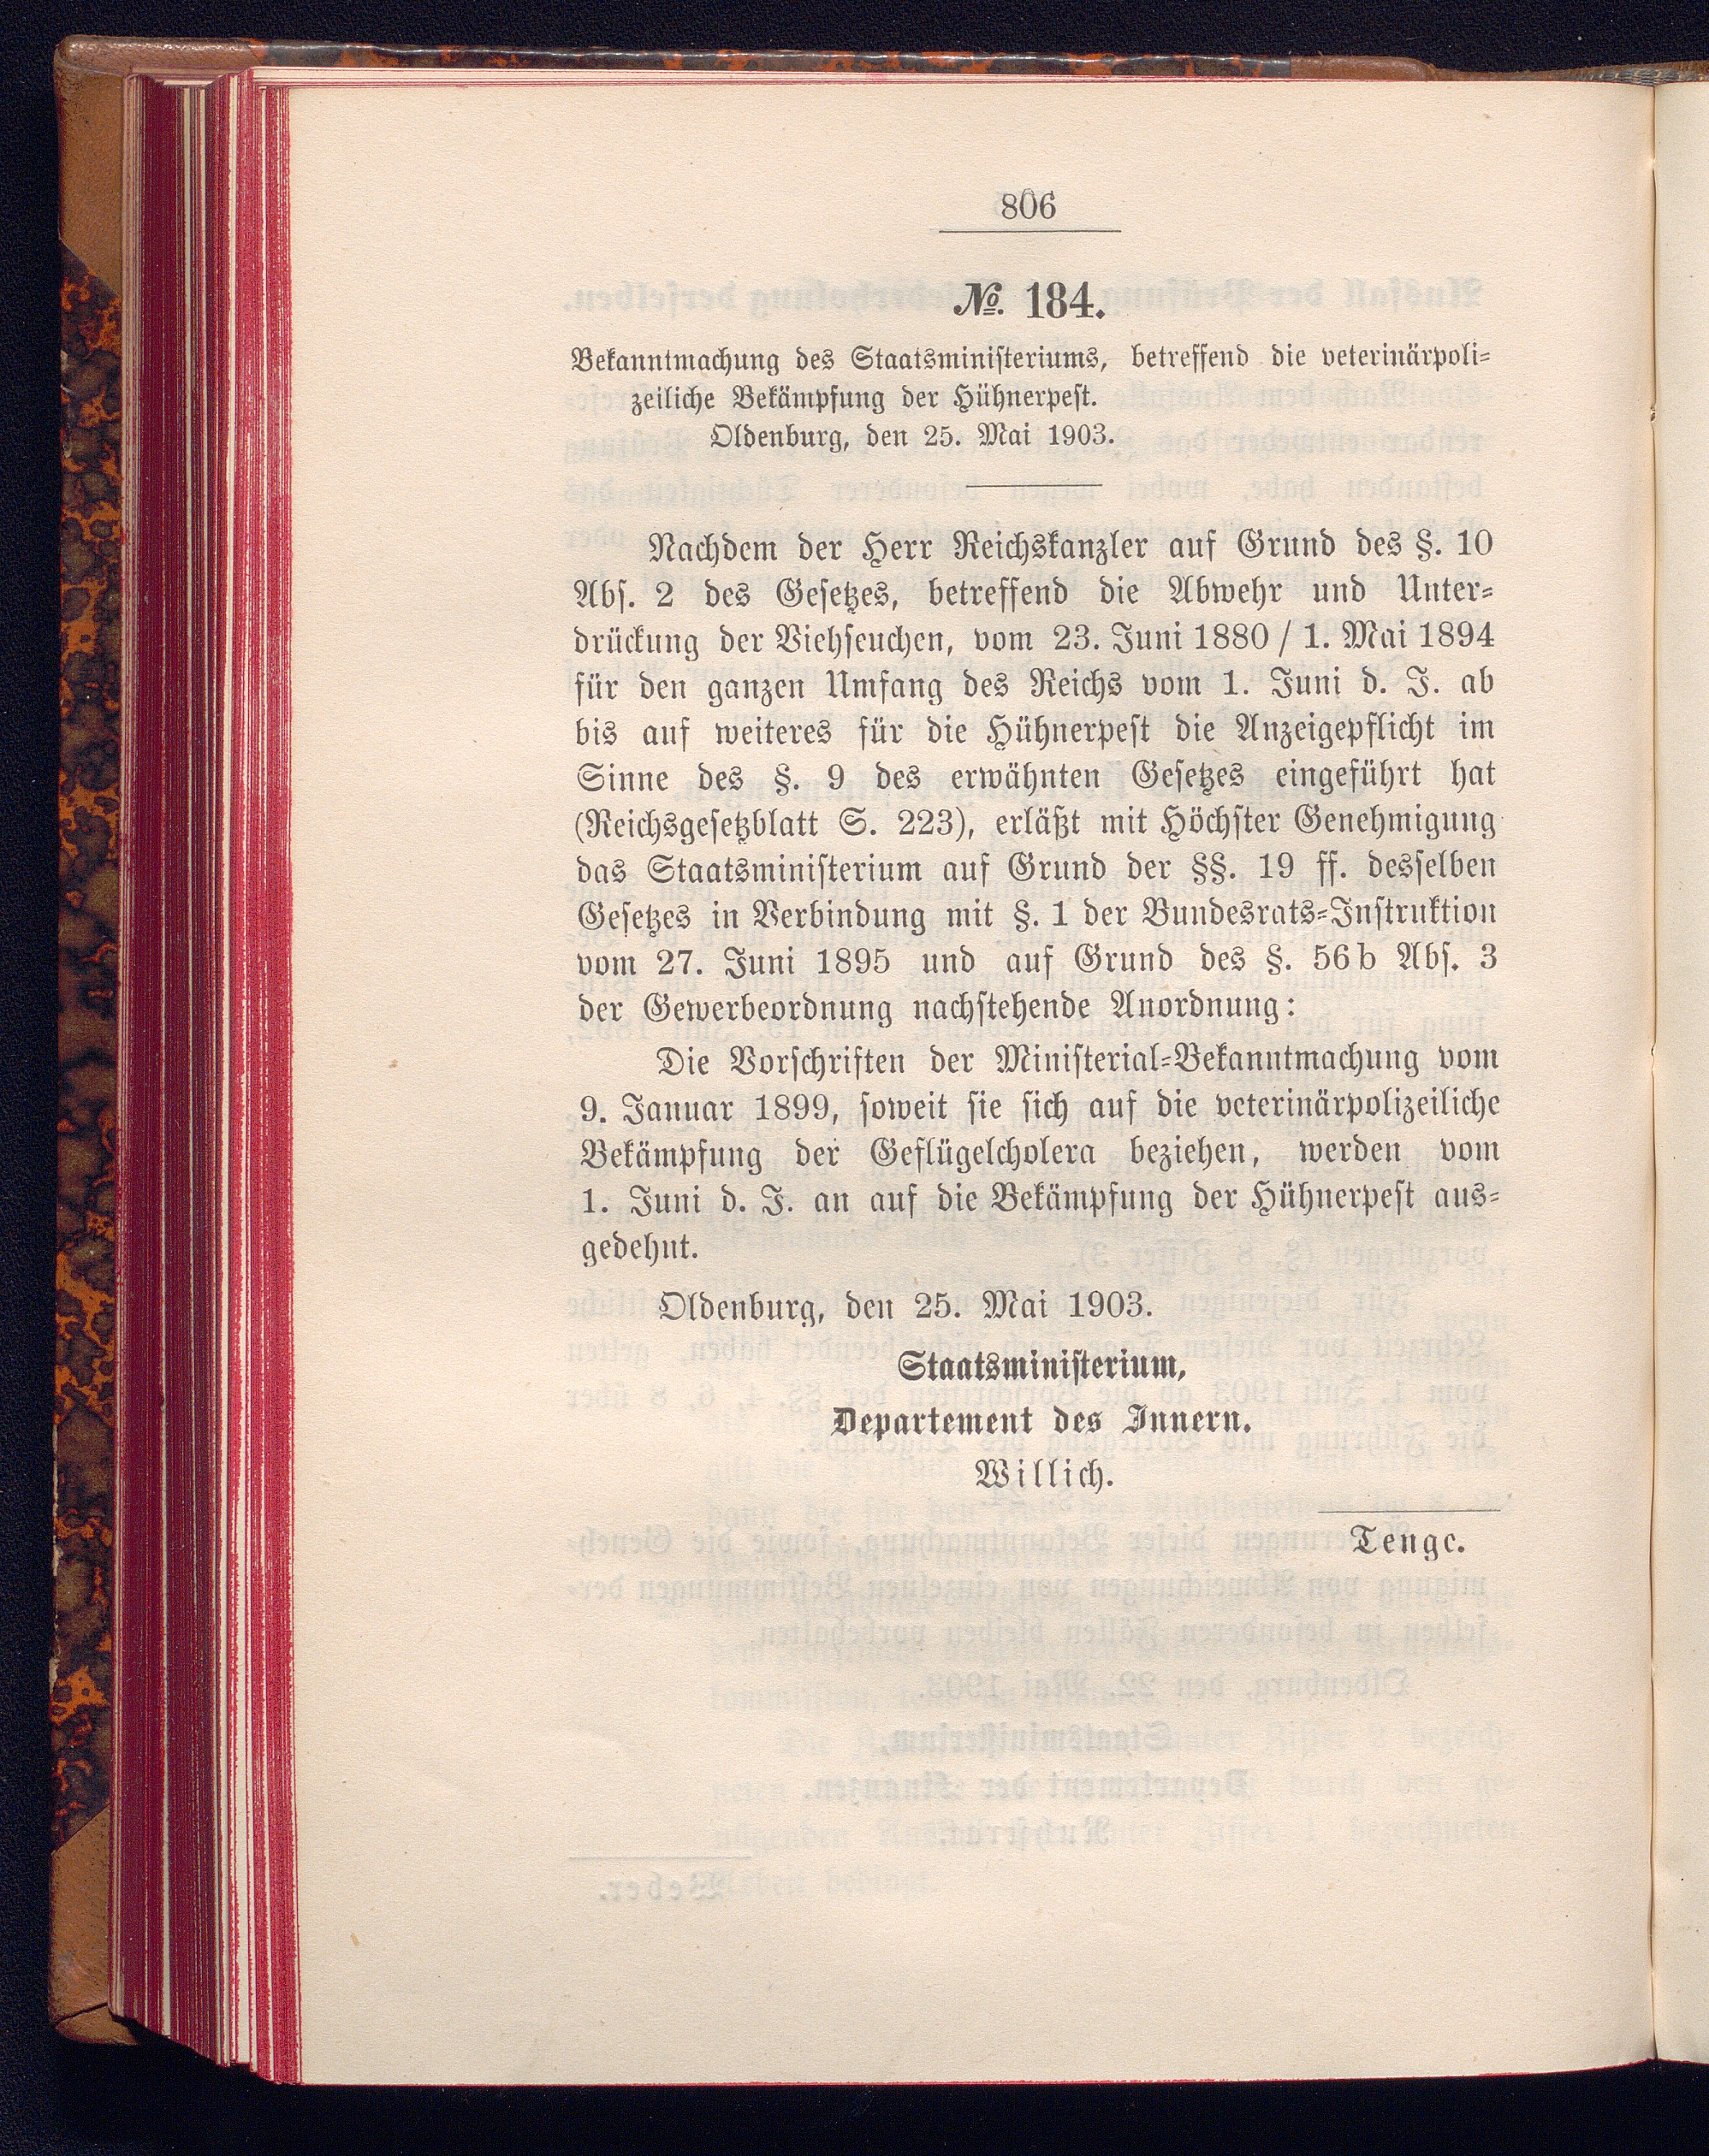 806
№. 184.
Bekanntmachung des Staatsministeriums, betreffend die veterinärpoli-
zeiliche Bekämpfung der Hühnerpest.
Oldenburg, den 25. Mai 1903.
Nachdem der Herr Reichskanzler auf Grund des §. 10
Abs. 2 des Gesetzes, betreffend die Abwehr und Unter-
drückung der Viehseuchen, vom 23. Juni 1880 / 1. Mai 1894
für den ganzen Umfang des Reichs vom 1. Juni d. J. ab
bis auf weiteres für die Hühnerpest die Anzeigepflicht im
Sinne des §. 9 des erwähnten Gesetzes eingeführt hat
(Reichsgesetzblatt S. 223), erläßt mit Höchster Genehmigung
das Staatsministerium auf Grund der §§. 19 ff. desselben
Gesetzes in Verbindung mit §. 1 der Bundesrats-Instruktion
vom 27. Juni 1895 und auf Grund des §. 56b Abs. 3
der Gewerbeordnung nachstehende Anordnung:
Die Vorschriften der Ministerial-Bekanntmachung vom
9. Januar 1899, soweit sie sich auf die veterinärpolizeiliche
Bekämpfung der Geflügelcholera beziehen, werden vom
1. Juni d. J. an auf die Bekämpfung der Hühnerpest aus-
gedehnt.
Oldenburg, den 25. Mai 1903.
Staatsministerium,
Departement des Innern.
Willich.
Tenge.